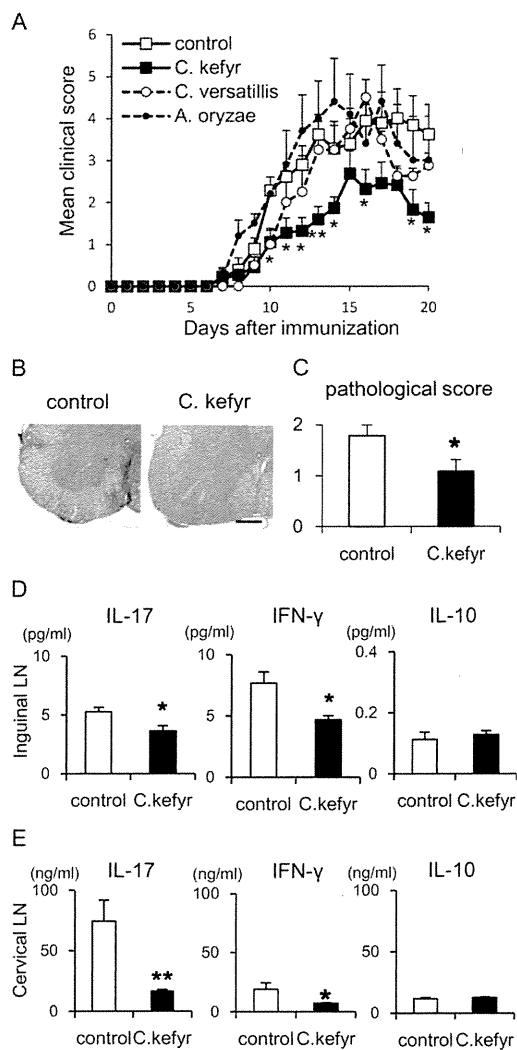 A
control
C. kefyr
C. versatillis
A. oryzae
Mean clinical score
6
5
4
3
2
1
0
* * * ** * * * *
0 5 10 15 20
Days after immunization
B
control C. kefyr
C
pathological score
2
1
0
*
control C.kefyr
D
IL-17 IFN-γ IL-10
(pg/ml) (pg/ml) (pg/ml)
Inguinal LN
10 10 0.4
5 5 0.2
0 0 0
* *
control C.kefyr control C.kefyr control C.kefyr
E
IL-17 IFN-γ IL-10
(ng/ml) (ng/ml) (ng/ml)
Cervical LN
100 100 100
50 50 50
0 0 0
** *
control C.kefyr control C.kefyr control C.kefyr